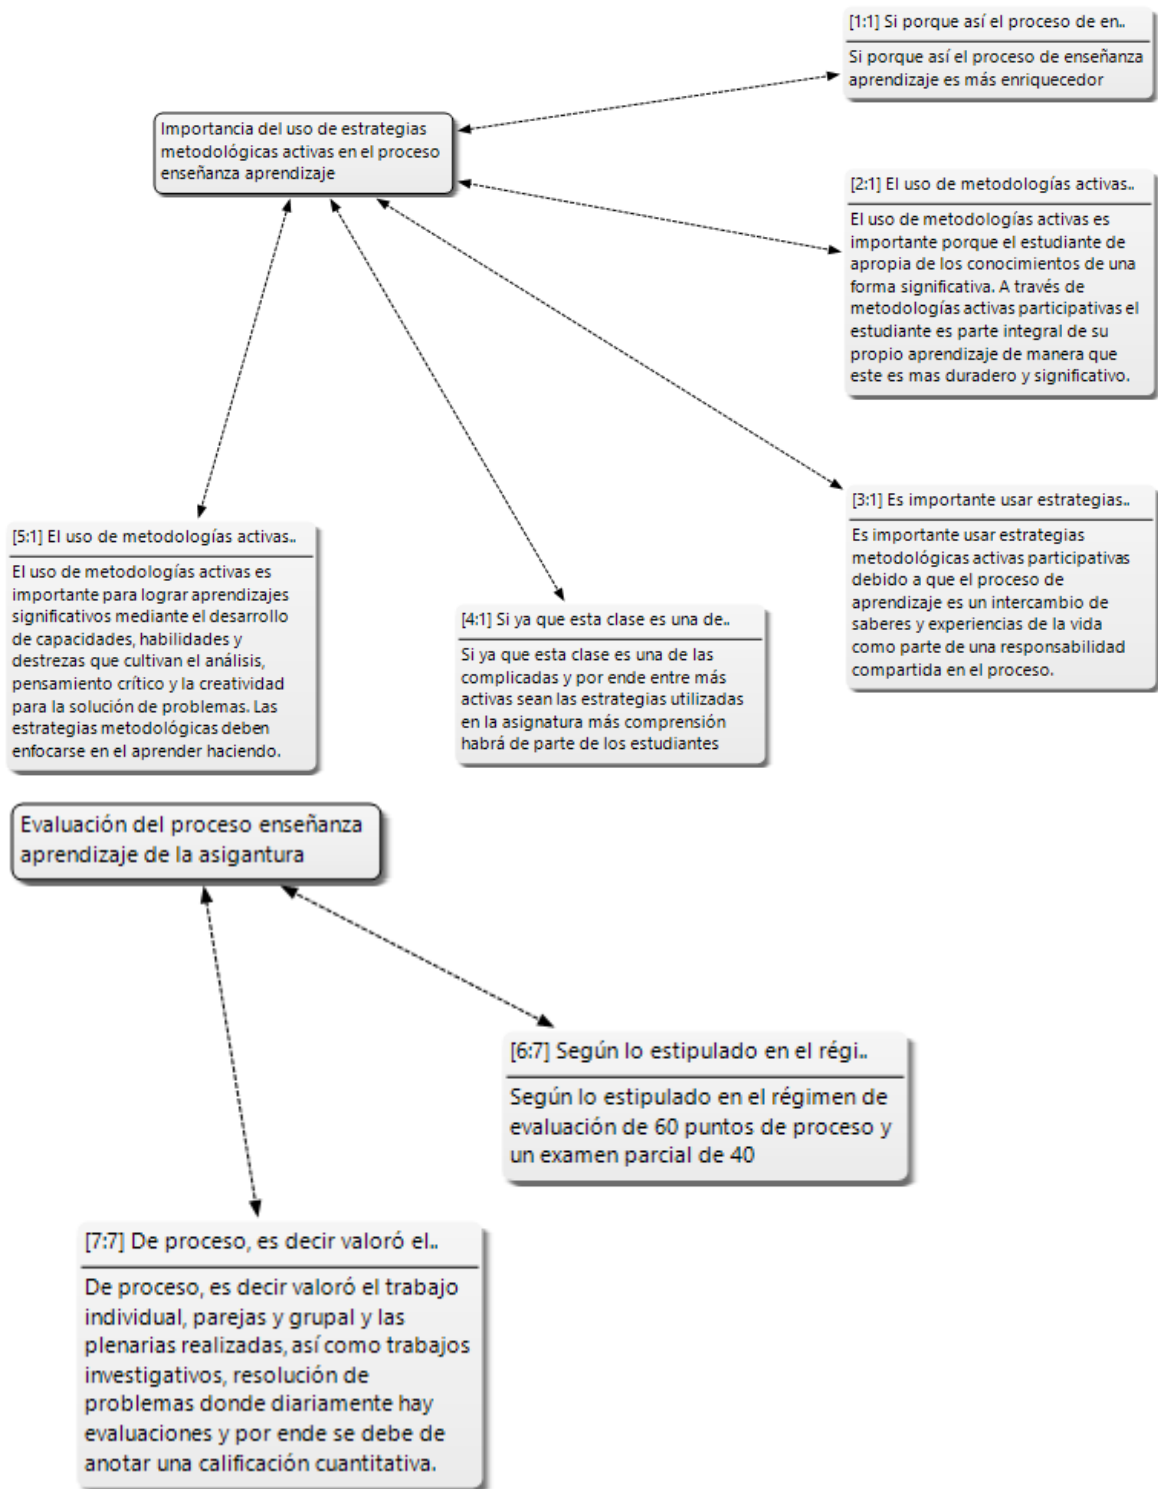 [1:1] Si porque así el proceso de en..
Si porque así el proceso de enseñanza
aprendizaje es más enriquecedor
Importancia del uso de estrategias
metodológicas activas en el proceso
enseñanza aprendizaje
[2:1] El uso de metodologías activas..
El uso de metodologías activas es
importante porque el estudiante de
apropia de los conocimientos de una
forma significativa. A través de
metodologías activas participativas el
estudiante es parte integral de su
propio aprendizaje de manera que
este es mas duradero y significativo.
[3:1] Es importante usar estrategias..
Es importante usar estrategias
metodológicas activas participativas
debido a que el proceso de
aprendizaje es un intercambio de
saberes y experiencias de la vida
como parte de una responsabilidad
compartida en el proceso.
[5:1] El uso de metodologías activas..
El uso de metodologías activas es
importante para lograr aprendizajes
significativos mediante el desarrollo
de capacidades, habilidades y
destrezas que cultivan el análisis,
pensamiento crítico y la creatividad
para la solución de problemas. Las
estrategias metodológicas deben
enfocarse en el aprender haciendo.
[4:1] Si ya que esta clase es una de..
Si ya que esta clase es una de las
complicadas y por ende entre más
activas sean las estrategias utilizadas
en la asignatura más comprensión
habrá de parte de los estudiantes
Evaluación del proceso enseñanza
aprendizaje de la asigantura
[6:7] Según lo estipulado en el régi..
Según lo estipulado en el régimen de
evaluación de 60 puntos de proceso y
un examen parcial de 40
[7:7] De proceso, es decir valoró el..
De proceso, es decir valoró el trabajo
individual, parejas y grupal y las
plenarias realizadas, así como trabajos
investigativos, resolución de
problemas donde diariamente hay
evaluaciones y por ende se debe de
anotar una calificación cuantitativa.